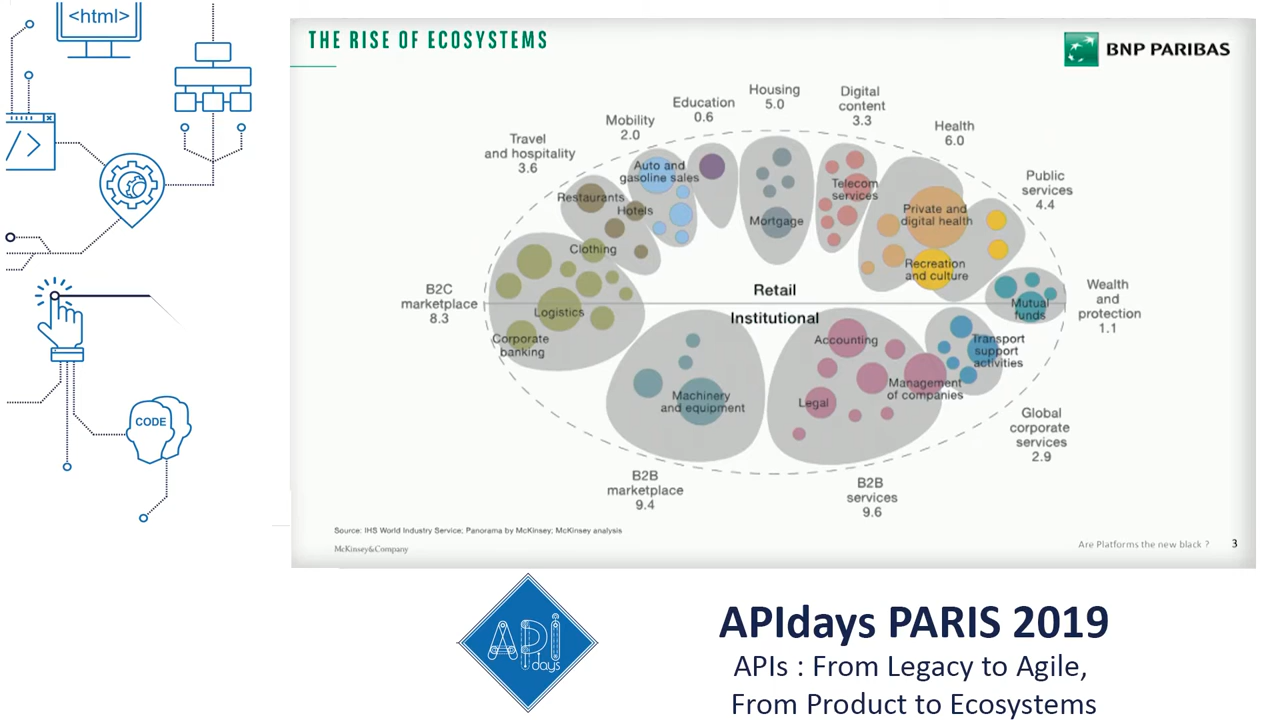 <html>
THE RISE OF ECOSYSTEMS
BNP PARIBAS
Housing
5.0
Education
0.6
Digital
content
3.3
Mobility
2.0
Health
6.0
Travel
and hospitality
3.6
Public
services
4.4
Auto and
gasoline sales
Restaurants
Hotels
Telecom
services
Mortgage
Private and
digital health
Clothing
Recreation
and culture
B2C
marketplace
8.3
Logistics
Corporate
banking
Retail
Institutional
Mutual
funds
Wealth
and
protection
1.1
Accounting
Transport
support
activities
Machinery
and equipment
Legal
Management
of companies
Global
corporate
services
2.9
B2B
marketplace
9.4
B2B
services
9.6
CODE
/>
Source: IHS World Industry Service; Panorama by McKinsey; McKinsey analysis
McKinsey&Company
Are Platforms the new black ?
3
API
days
APIdays PARIS 2019
APIs : From Legacy to Agile,
From Product to Ecosystems